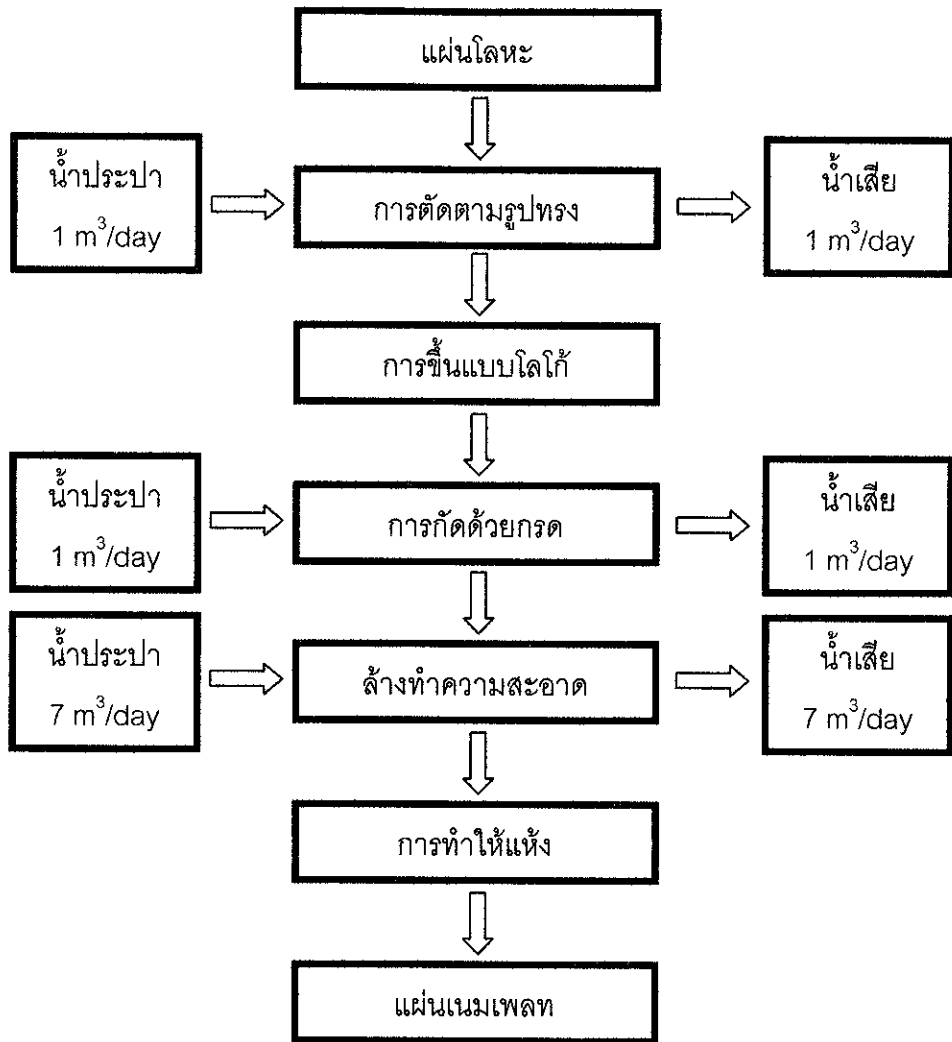 แผ่นโลหะ
น้ำประปา
1 m³/day
การตัดตามรูปทรง
น้ำเสีย
1 m³/day
การขึ้นแบบโลโก้
น้ำประปา
1 m³/day
การกัดด้วยกรด
น้ำเสีย
1 m³/day
น้ำประปา
7 m³/day
ล้างทำความสะอาด
น้ำเสีย
7 m³/day
การทำให้แห้ง
แผ่นเนมเพลท